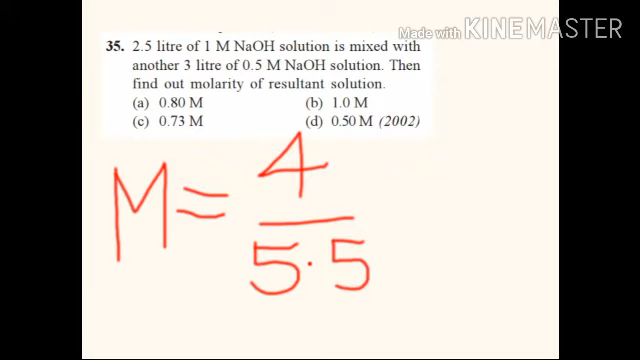 Made with KINEMASTER
35. 2.5 litre of 1 M NaOH solution is mixed with
another 3 litre of 0.5 M NaOH solution. Then
find out molarity of resultant solution.
(a) 0.80 M (b) 1.0 M
(c) 0.73 M (d) 0.50 M (2002)
M = 4
5.5